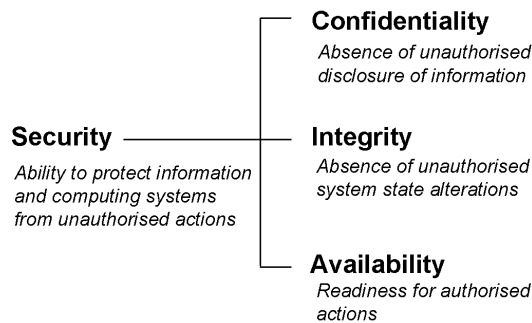 Confidentiality
Absence of unauthorised
disclosure of information
Security
Ability to protect information
and computing systems
from unauthorised actions
Integrity
Absence of unauthorised
system state alterations
Availability
Readiness for authorised
actions